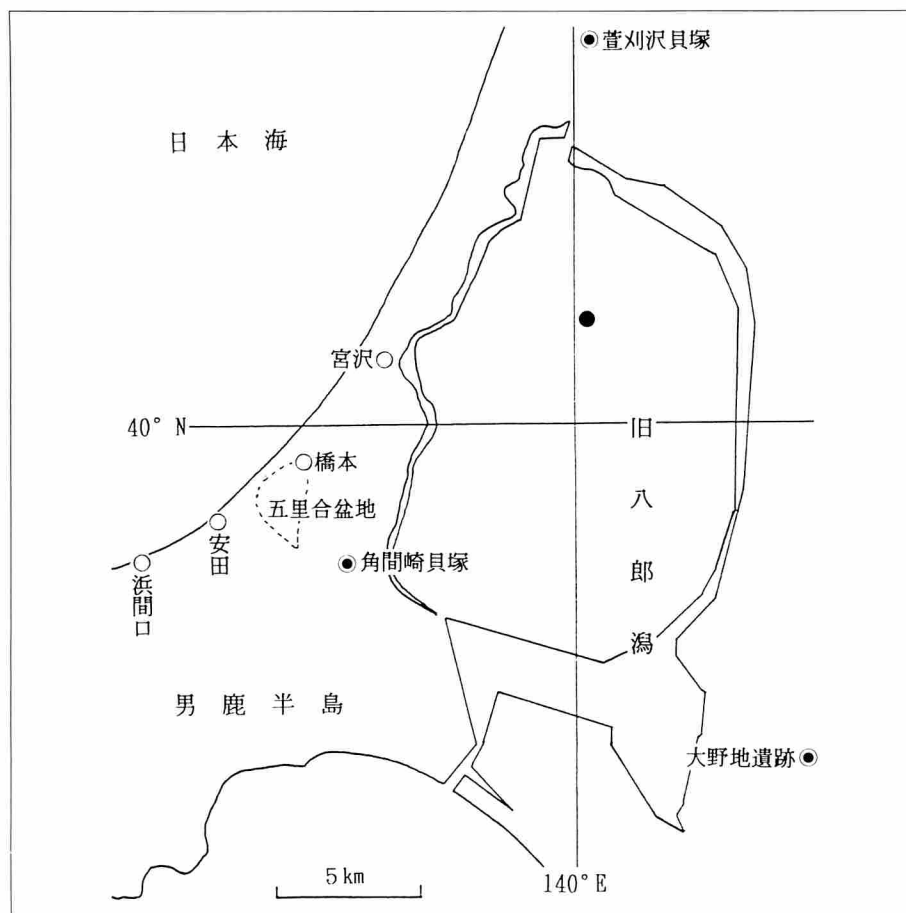 萱刈沢貝塚
日本海
宮沢
40° N
旧八郎潟
橋本
五里合盆地
安田
角間崎貝塚
浜間口
男鹿半島
大野地遺跡
5km
140° E